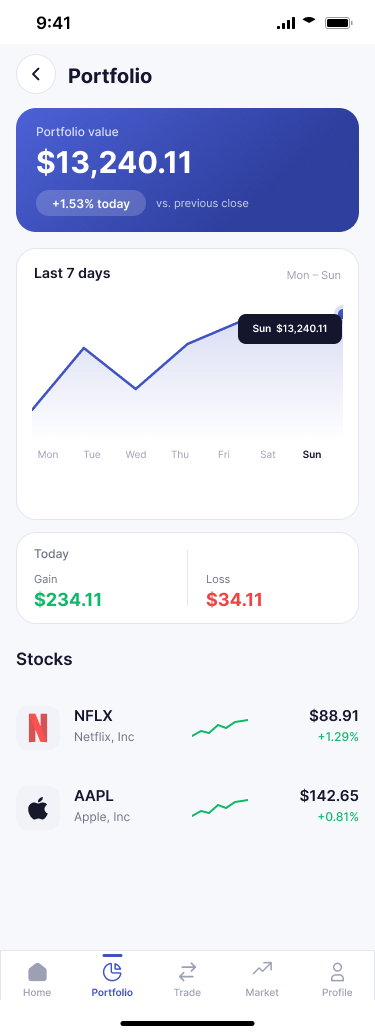 9:41
Portfolio
Portfolio value
$13,240.11
+1.53% today vs. previous close
Last 7 days Mon – Sun
Sun $13,240.11
Mon Tue Wed Thu Fri Sat Sun
Today
Gain Loss
$234.11 $34.11
Stocks
NFLX $88.91
Netflix, Inc +1.29%
AAPL $142.65
Apple, Inc +0.81%
Home Portfolio Trade Market Profile